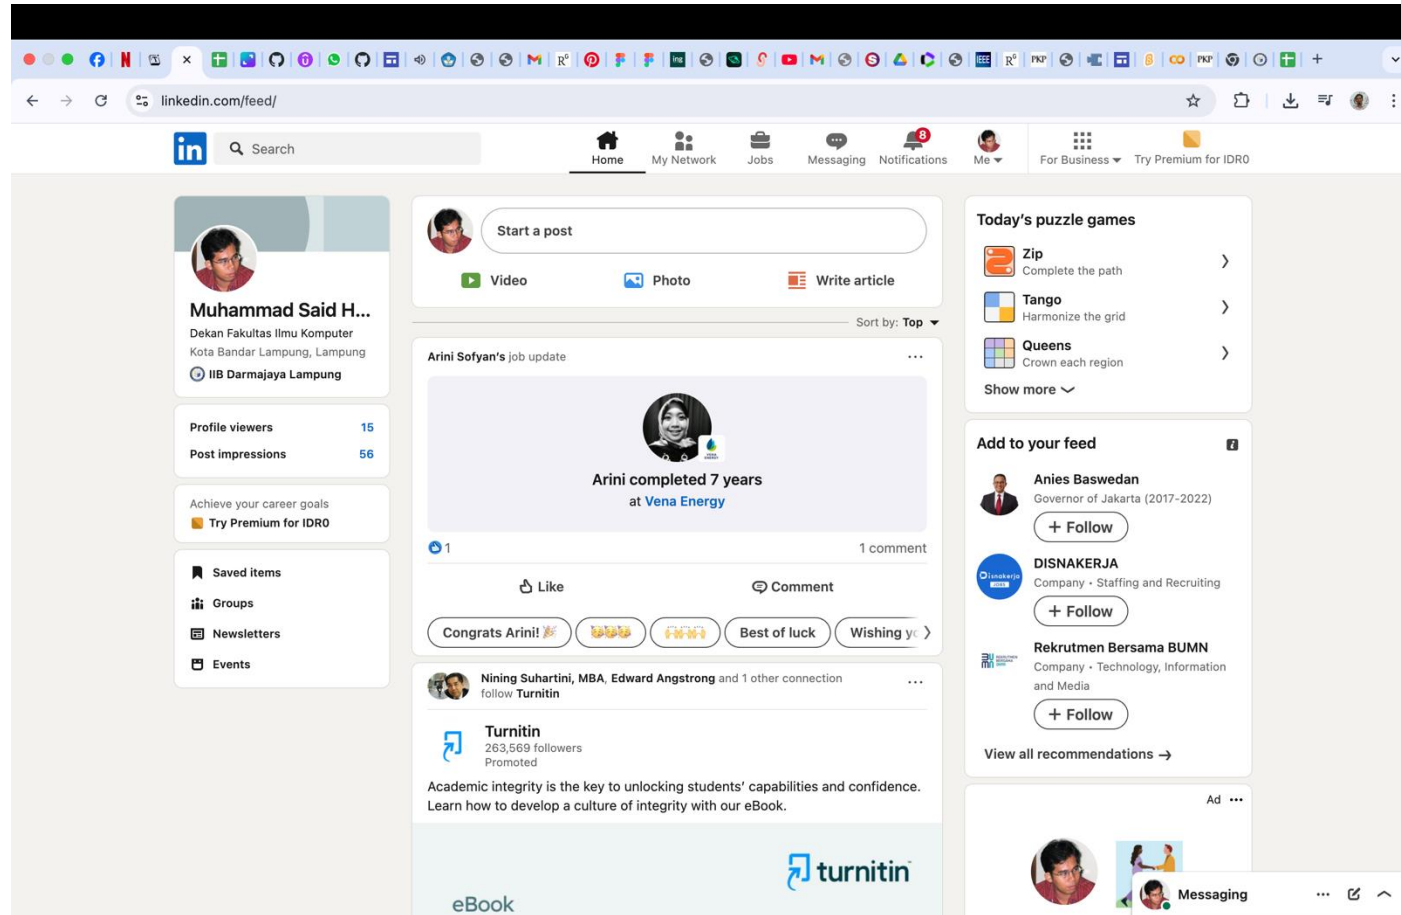 linkedin.com/feed/
in
Search
Home
My Network
Jobs
Messaging
8
Notifications
Me
For Business
Try Premium for IDR0
Muhammad Said H...
Dekan Fakultas Ilmu Komputer
Kota Bandar Lampung, Lampung
IIB Darmajaya Lampung
Profile viewers 15
Post impressions 56
Achieve your career goals
Try Premium for IDR0
Saved items
Groups
Newsletters
Events
Start a post
Video
Photo
Write article
Sort by: Top
Arini Sofyan's job update
Arini completed 7 years
at Vena Energy
1
1 comment
Like
Comment
Congrats Arini!
Best of luck
Wishing yo
Nining Suhartini, MBA, Edward Angstrong and 1 other connection
follow Turnitin
Turnitin
263,569 followers
Promoted
Academic integrity is the key to unlocking students' capabilities and confidence.
Learn how to develop a culture of integrity with our eBook.
turnitin
eBook
Today's puzzle games
Zip
Complete the path
Tango
Harmonize the grid
Queens
Crown each region
Show more
Add to your feed
Anies Baswedan
Governor of Jakarta (2017-2022)
+ Follow
DISNAKERJA
Company • Staffing and Recruiting
+ Follow
Rekrutmen Bersama BUMN
Company • Technology, Information
and Media
+ Follow
View all recommendations →
Ad
Messaging